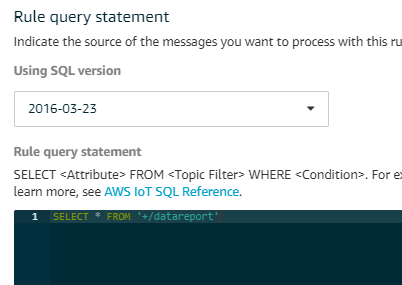 Rule query statement
Indicate the source of the messages you want to process with this ru
Using SQL version
2016-03-23
Rule query statement
SELECT <Attribute> FROM <Topic Filter> WHERE <Condition>. For e
learn more, see AWS IoT SQL Reference.
1 SELECT * FROM '+/datareport'